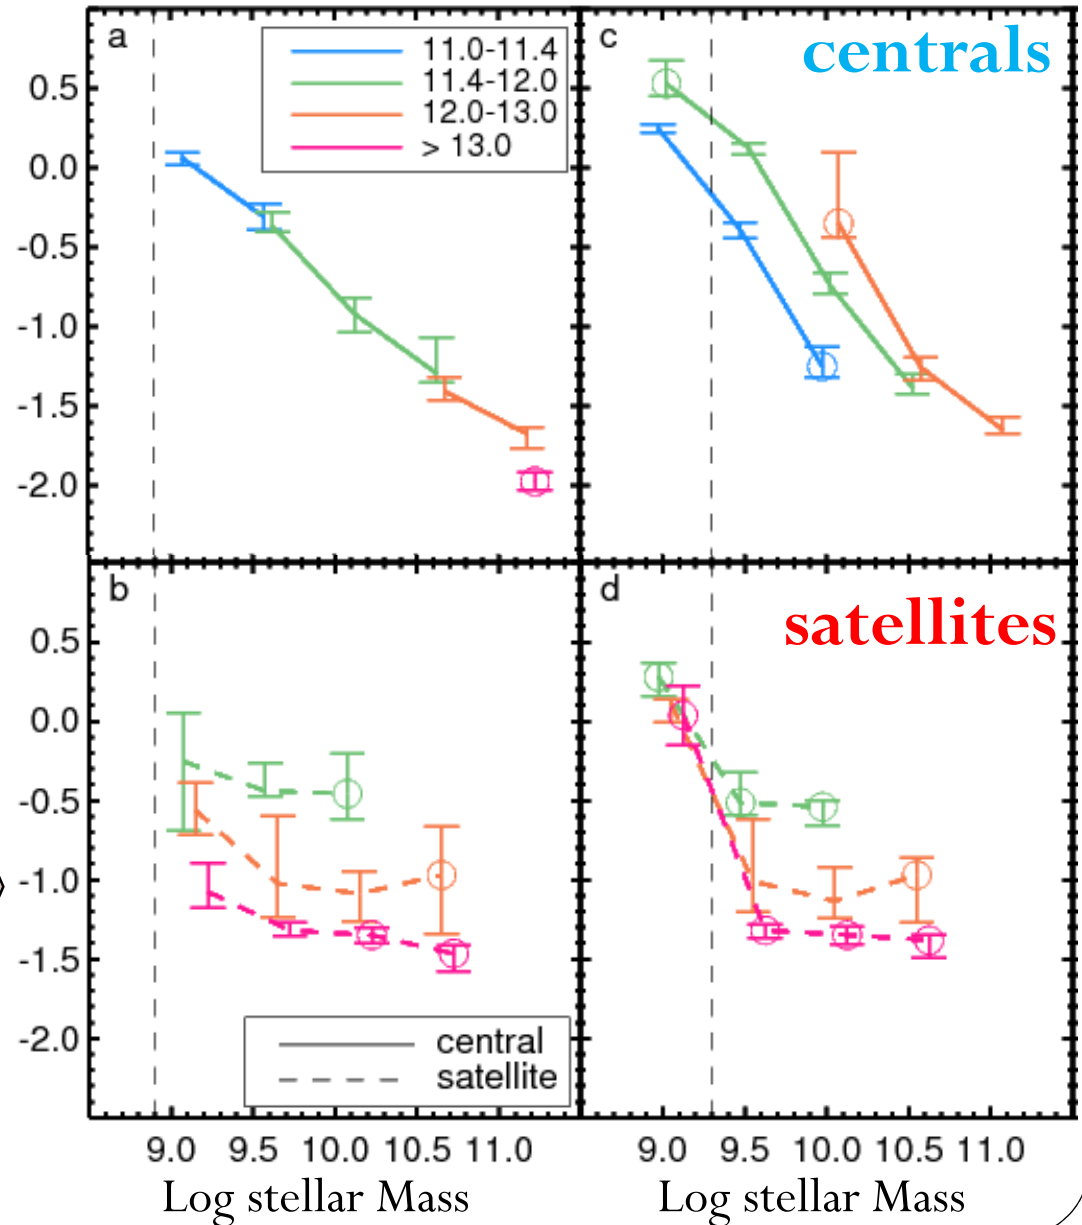 a
11.0-11.4
11.4-12.0
12.0-13.0
> 13.0
0.5
0.0
-0.5
-1.0
-1.5
-2.0
c
centrals
b
0.5
0.0
-0.5
-1.0
-1.5
-2.0
central
satellite
d
satellites
9.0 9.5 10.0 10.5 11.0
9.0 9.5 10.0 10.5 11.0
Log stellar Mass
Log stellar Mass